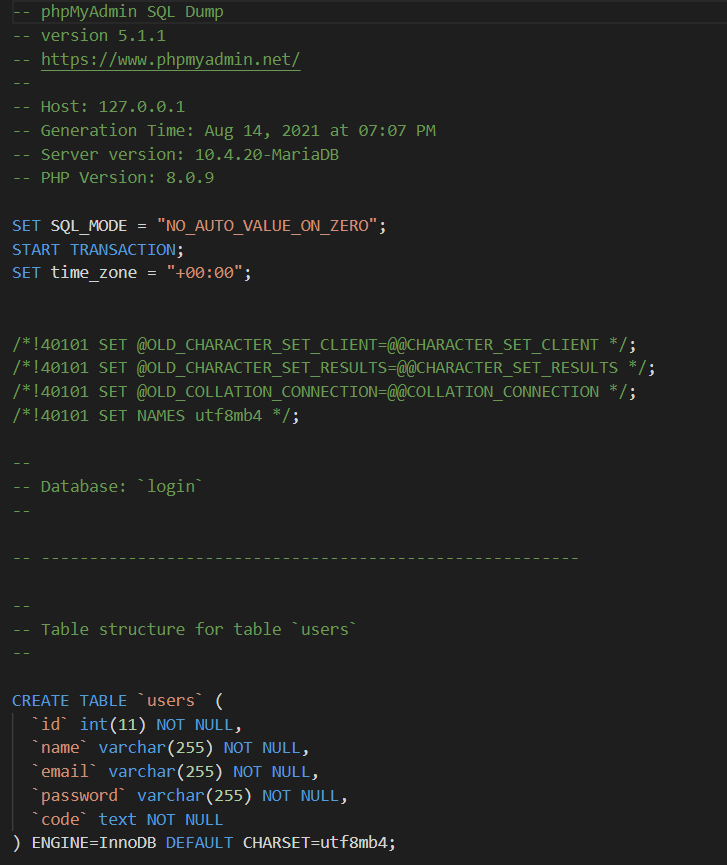 -- phpMyAdmin SQL Dump
-- version 5.1.1
-- https://www.phpmyadmin.net/
--
-- Host: 127.0.0.1
-- Generation Time: Aug 14, 2021 at 07:07 PM
-- Server version: 10.4.20-MariaDB
-- PHP Version: 8.0.9
SET SQL_MODE = "NO_AUTO_VALUE_ON_ZERO";
START TRANSACTION;
SET time_zone = "+00:00";
/*!40101 SET @OLD_CHARACTER_SET_CLIENT=@@CHARACTER_SET_CLIENT */;
/*!40101 SET @OLD_CHARACTER_SET_RESULTS=@@CHARACTER_SET_RESULTS */;
/*!40101 SET @OLD_COLLATION_CONNECTION=@@COLLATION_CONNECTION */;
/*!40101 SET NAMES utf8mb4 */;
--
-- Database: `login`
--
-- --------------------------------------------------------
--
-- Table structure for table `users`
--
CREATE TABLE `users` (
  `id` int(11) NOT NULL,
  `name` varchar(255) NOT NULL,
  `email` varchar(255) NOT NULL,
  `password` varchar(255) NOT NULL,
  `code` text NOT NULL
) ENGINE=InnoDB DEFAULT CHARSET=utf8mb4;